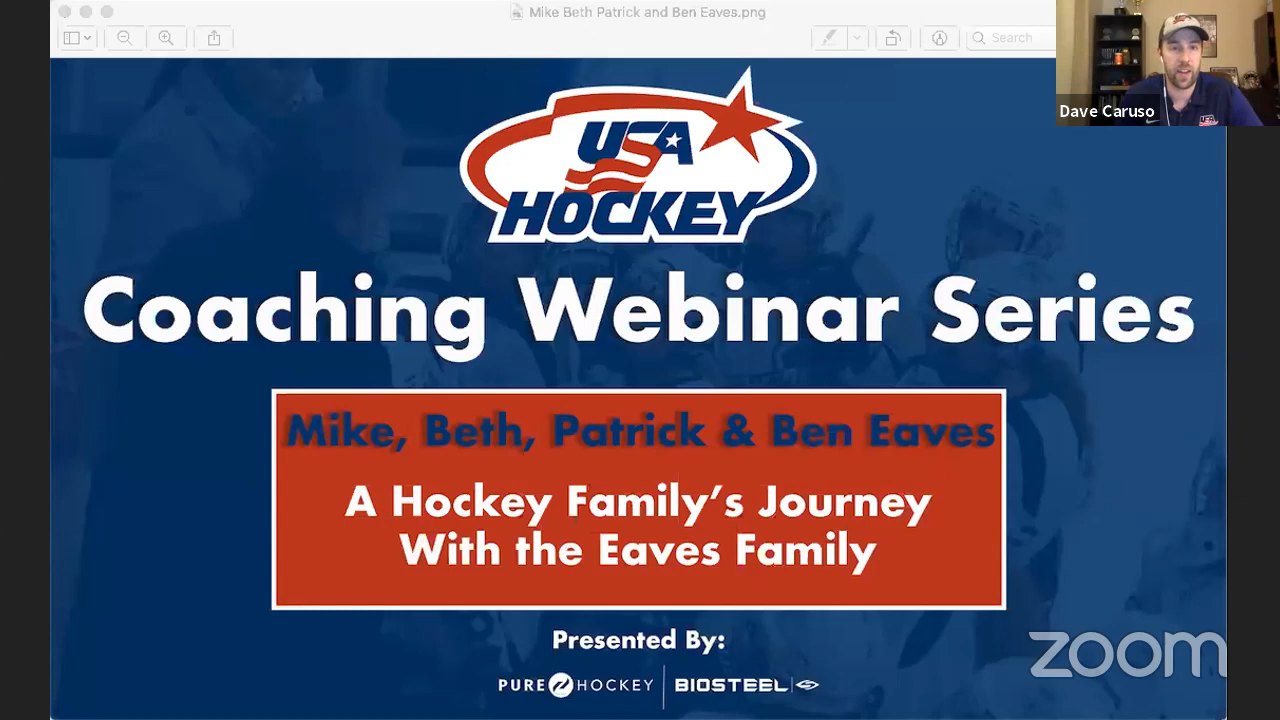 Mike Beth Patrick and Ben Eaves.png
Search
Dave Caruso
USA
HOCKEY
Coaching Webinar Series
Mike, Beth, Patrick & Ben Eaves
A Hockey Family’s Journey
With the Eaves Family
Presented By:
PURE HOCKEY
BIOSTEEL
zoom